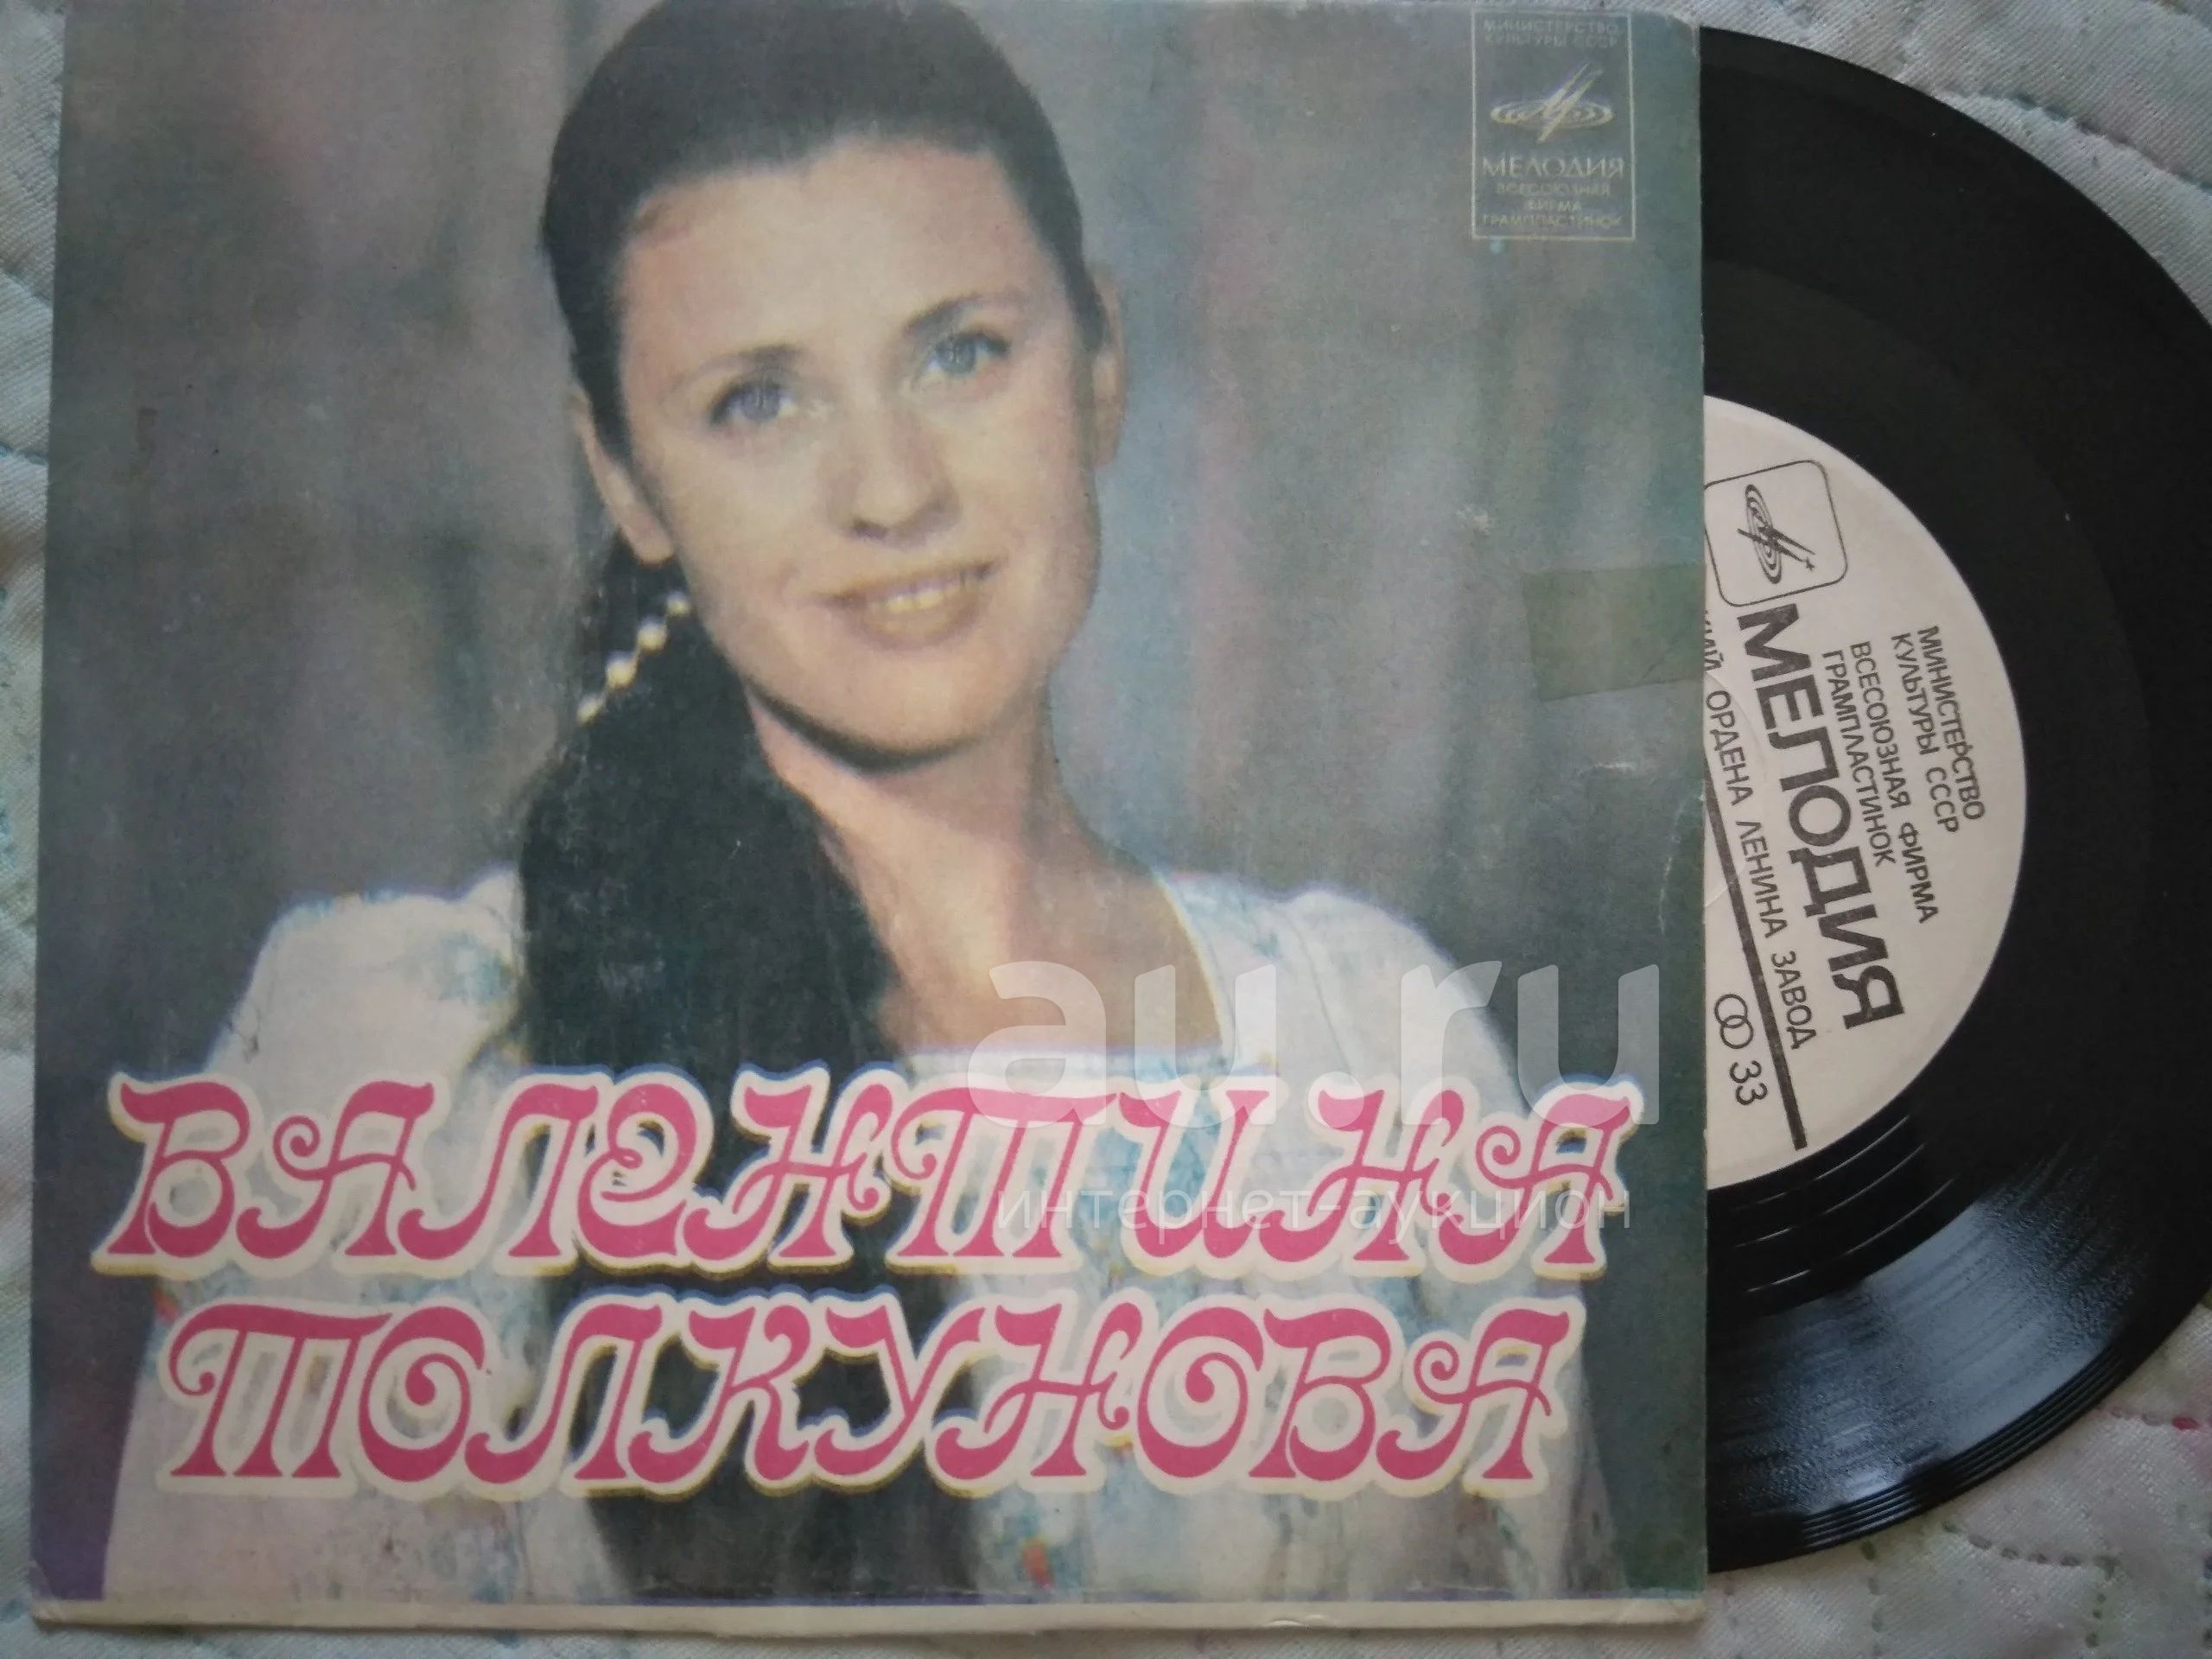 МИНИСТЕРСТВО
КУЛЬТУРЫ СССР
МЕЛОДИЯ
ВСЕСОЮЗНАЯ
ФИРМА
ГРАМПЛАСТИНОК
ВАЛЕНТИНА
ТОЛКУНОВА
au.ru
интернет-аукцион
МИНИСТЕРСТВО
КУЛЬТУРЫ СССР
ВСЕСОЮЗНАЯ ФИРМА
ГРАМПЛАСТИНОК
МЕЛОДИЯ
ОРДЕНА ЛЕНИНА ЗАВОД
33